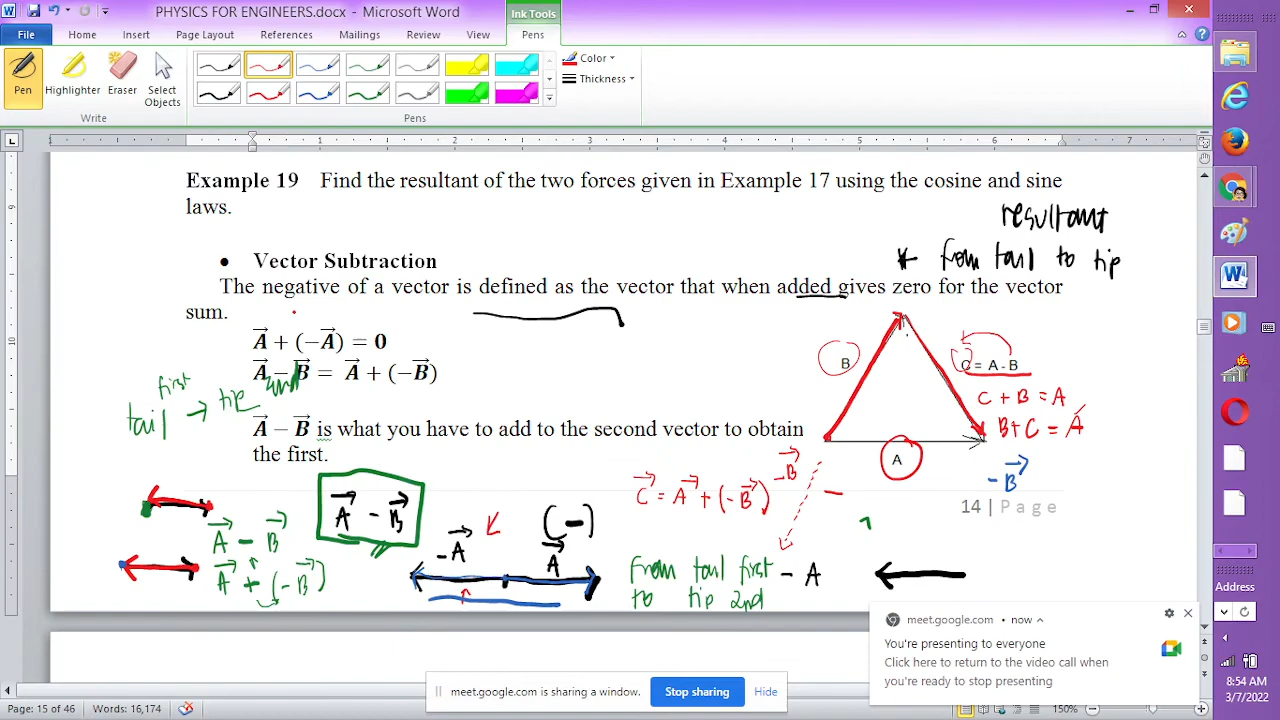 PHYSICS FOR ENGINEERS.docx - Microsoft Word
Ink Tools
File Home Insert Page Layout References Mailings Review View Pens
Pen Highlighter Eraser Select Objects
Color
Thickness
Write Pens
Example 19 Find the resultant of the two forces given in Example 17 using the cosine and sine
laws.
resultant
* from tail to tip
• Vector Subtraction
The negative of a vector is defined as the vector that when added gives zero for the vector
sum.
A + (−A) = 0
A − B = A + (−B)
first
tail → tip 2nd
A − B is what you have to add to the second vector to obtain
the first.
B
C = A - B
C + B = A
B + C = A
A
-B
-B
C = A + (-B)
14 | Page
A - B
A - B
A + (-B)
-A
(-)
A
From tail first
to tip 2nd
- A
meet.google.com • now
You're presenting to everyone
Click here to return to the video call when
you're ready to stop presenting
meet.google.com is sharing a window. Stop sharing Hide
Address
Page: 15 of 46 Words: 16,174 150%
8:54 AM
3/7/2022